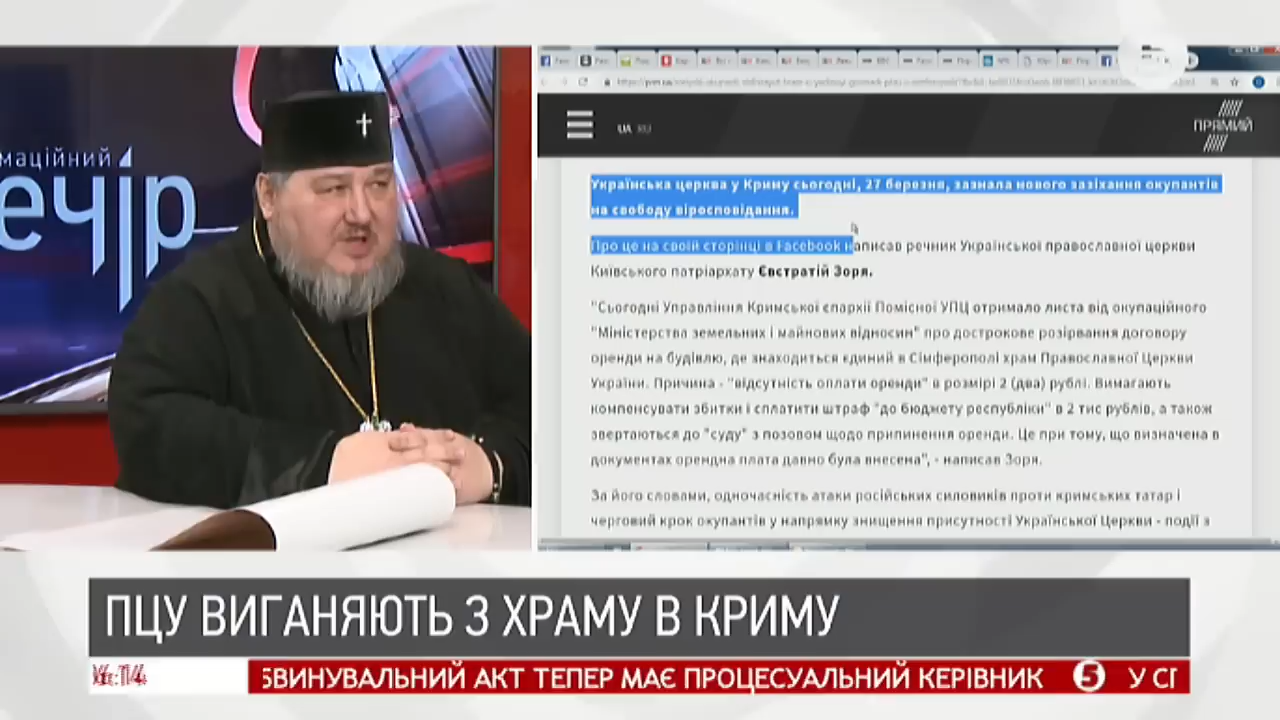 маційний
ечір
UA RU
ПРЯМИЙ
Українська церква у Криму сьогодні, 27 березня, зазнала нового зазіхання окупантів
на свободу віросповідання.
Про це на своїй сторінці в Facebook написав речник Української православної церкви
Київського патріархату Євстратій Зоря.
"Сьогодні Управління Кримської єпархії Помісної УПЦ отримало листа від окупаційного
"Міністерства земельних і майнових відносин" про дострокове розірвання договору
оренди на будівлю, де знаходиться єдиний в Сімферополі храм Православної Церкви
України. Причина - "відсутність оплати оренди" в розмірі 2 (два) рублі. Вимагають
компенсувати збитки і сплатити штраф "до бюджету республіки" в 2 тис рублів, а також
звертаються до "суду" з позовом щодо припинення оренди. Це при тому, що визначена в
документах орендна плата давно була внесена", - написав Зоря.
За його словами, одночасність атаки російських силовиків проти кримських татар і
черговий крок окупантів у напрямку знищення присутності Української Церкви - події з
ПЦУ ВИГАНЯЮТЬ З ХРАМУ В КРИМУ
БВИНУВАЛЬНИЙ АКТ ТЕПЕР МАЄ ПРОЦЕСУАЛЬНИЙ КЕРІВНИК 5 У СП